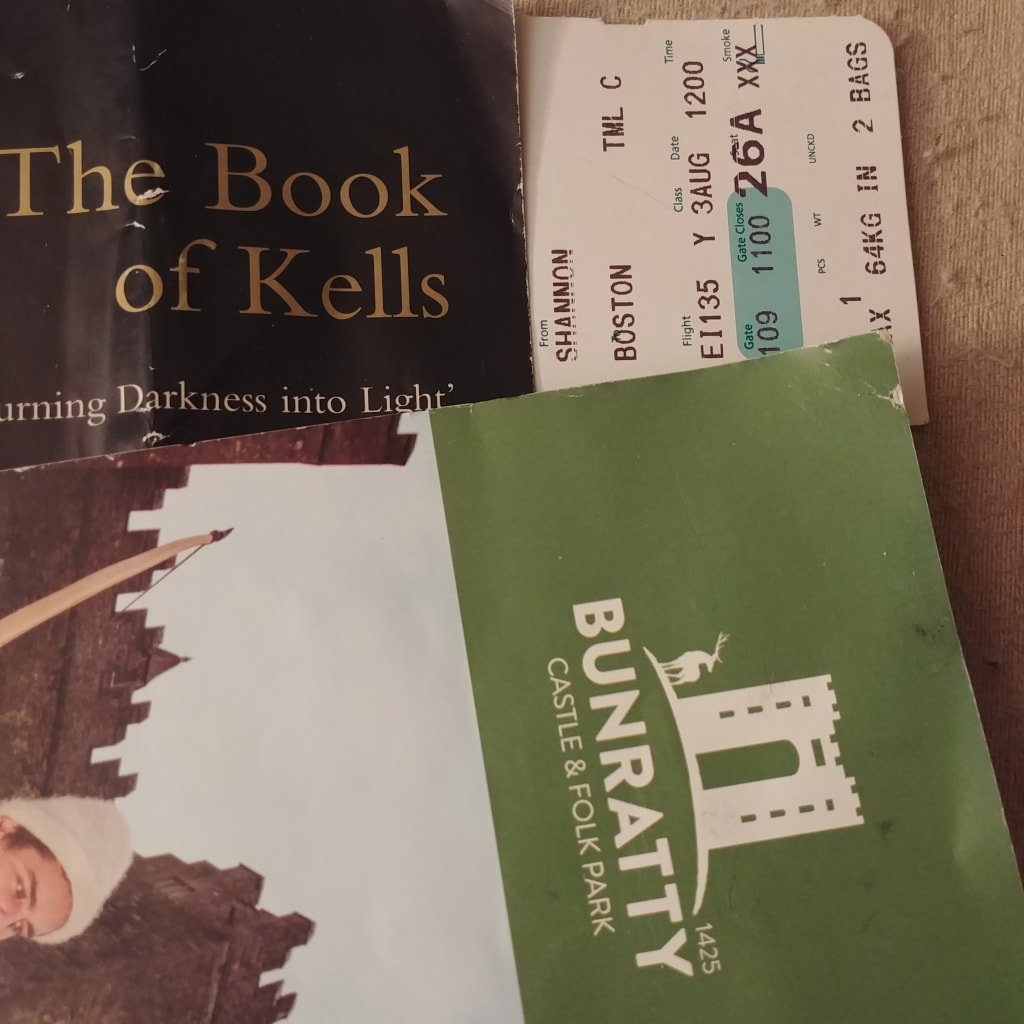 The Book
of Kells
urning Darkness into Light'
From
SHANNON
TML C
BOSTON
Flight Class Date Time
EI135 Y 3AUG 1200
Gate Gate Closes Seat Smoke
109 1100 26A XXX
PCS WT UNCKD
AX 1 64KG IN 2 BAGS
BUNRATTY
CASTLE & FOLK PARK
1425